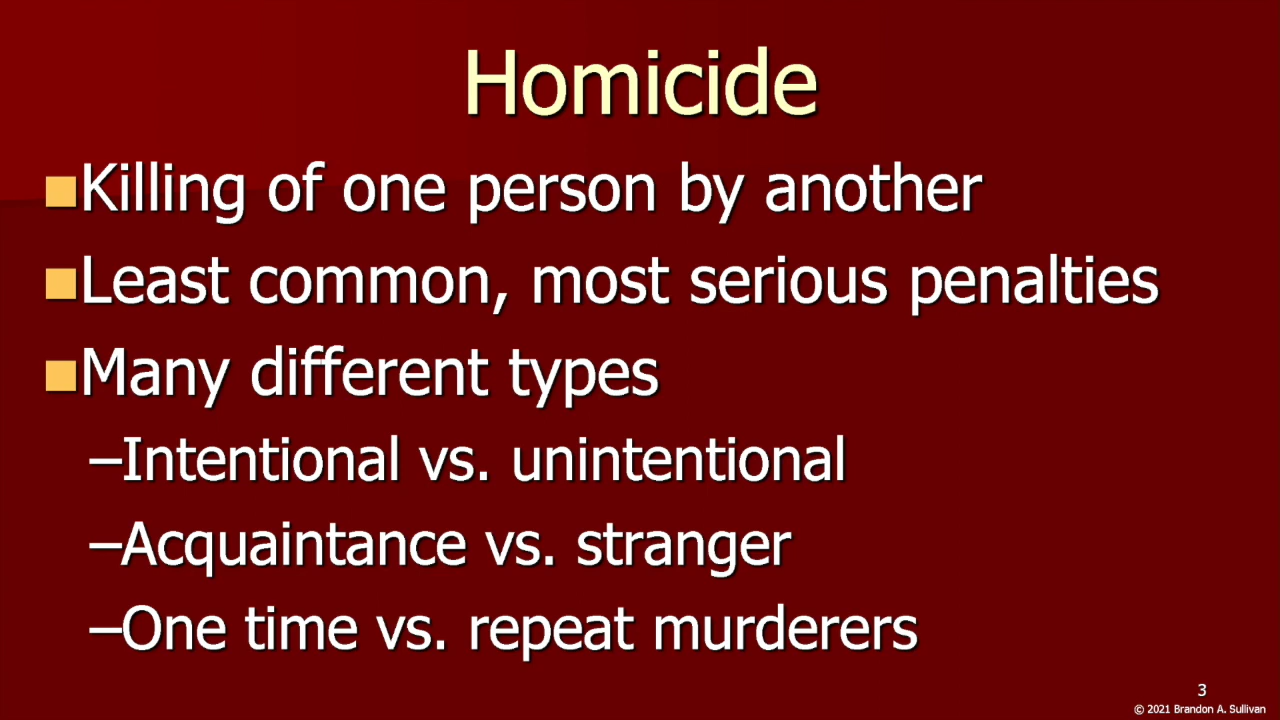 Homicide
Killing of one person by another
Least common, most serious penalties
Many different types
–Intentional vs. unintentional
–Acquaintance vs. stranger
–One time vs. repeat murderers
3
© 2021 Brandon A. Sullivan